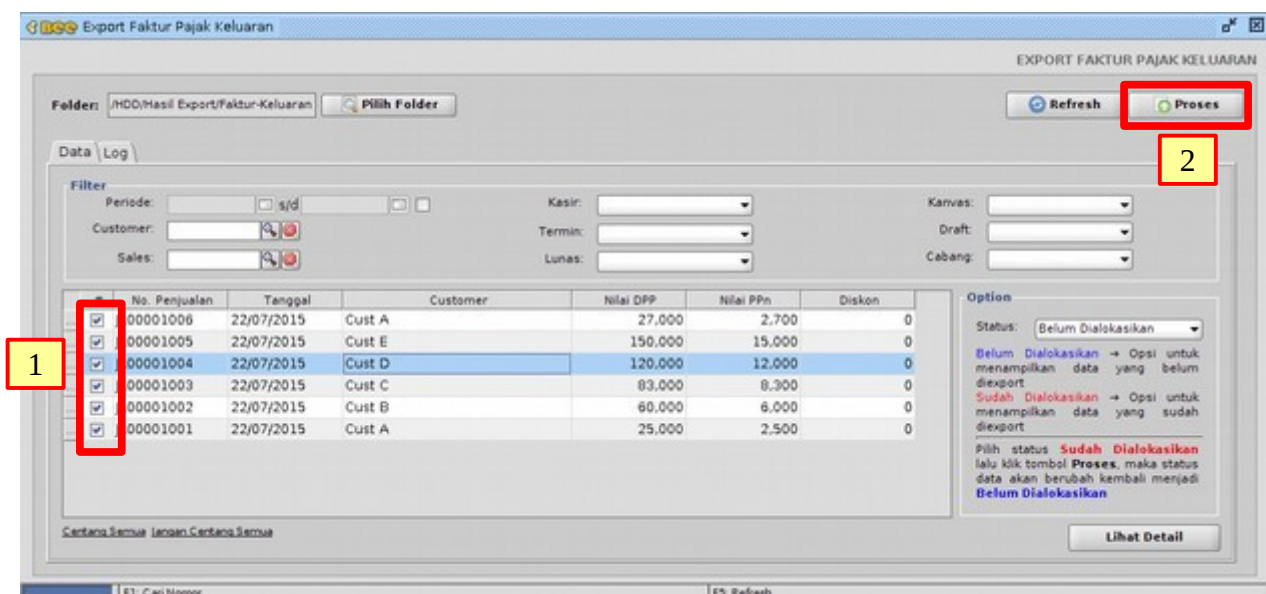 Export Faktur Pajak Keluaran
EXPORT FAKTUR PAJAK KELUARAN
Folder: /HDD/Hasil Export/Faktur-Keluaran Pilih Folder Refresh Proses
2
Data Log
Filter
Periode: s/d Kasir: Kanvas:
Customer: Termin: Draft:
Sales: Lunas: Cabang:
No. Penjualan Tanggal Customer Nilai DPP Nilai PPn Diskon
00001006 22/07/2015 Cust A 27,000 2,700 0
00001005 22/07/2015 Cust E 150,000 15,000 0
00001004 22/07/2015 Cust D 120,000 12,000 0
00001003 22/07/2015 Cust C 83,000 8,300 0
00001002 22/07/2015 Cust B 60,000 6,000 0
00001001 22/07/2015 Cust A 25,000 2,500 0
1
Option
Status: Belum Dialokasikan
Belum Dialokasikan → Opsi untuk
menampilkan data yang belum
diexport
Sudah Dialokasikan → Opsi untuk
menampilkan data yang sudah
diexport
Pilih status Sudah Dialokasikan
lalu klik tombol Proses, maka status
data akan berubah kembali menjadi
Belum Dialokasikan
Centang Semua Jangan Centang Semua
Lihat Detail
F1: Cari Nomor F5: Refresh